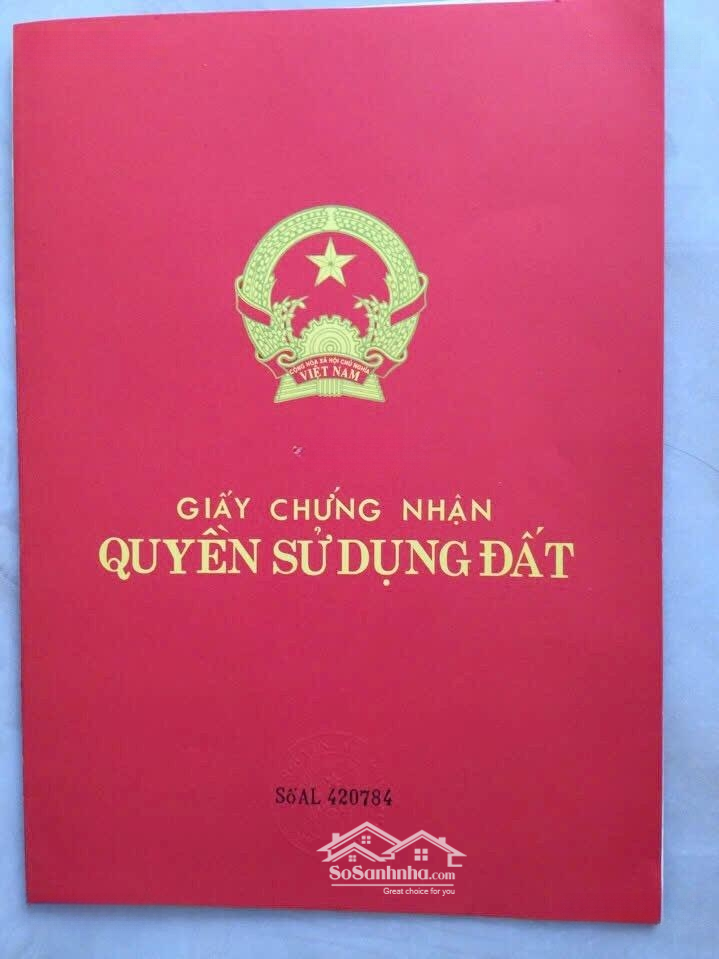 CỘNG HÒA XÃ HỘI CHỦ NGHĨA
VIỆT NAM
GIẤY CHỨNG NHẬN
QUYỀN SỬ DỤNG ĐẤT
Số AL 420784
SoSanhnha.com
Great choice for you